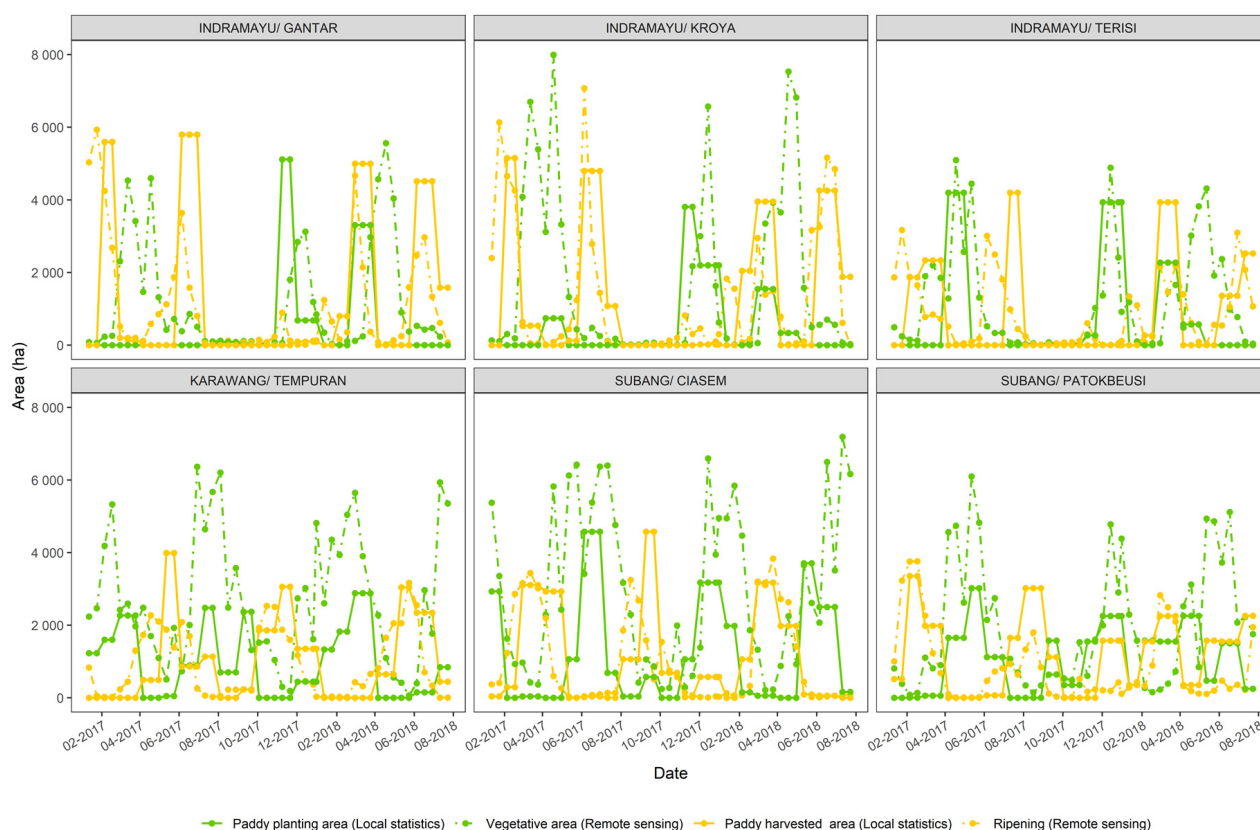 INDRAMAYU/ GANTAR
INDRAMAYU/ KROYA
INDRAMAYU/ TERISI
8 000
6 000
4 000
2 000
0
KARAWANG/ TEMPURAN
SUBANG/ CIASEM
SUBANG/ PATOKBEUSI
8 000
6 000
4 000
2 000
0
Area (ha)
02-2017 04-2017 06-2017 08-2017 10-2017 12-2017 02-2018 04-2018 06-2018 08-2018
02-2017 04-2017 06-2017 08-2017 10-2017 12-2017 02-2018 04-2018 06-2018 08-2018
02-2017 04-2017 06-2017 08-2017 10-2017 12-2017 02-2018 04-2018 06-2018 08-2018
Date
Paddy planting area (Local statistics) Vegetative area (Remote sensing) Paddy harvested area (Local statistics) Ripening (Remote sensing)